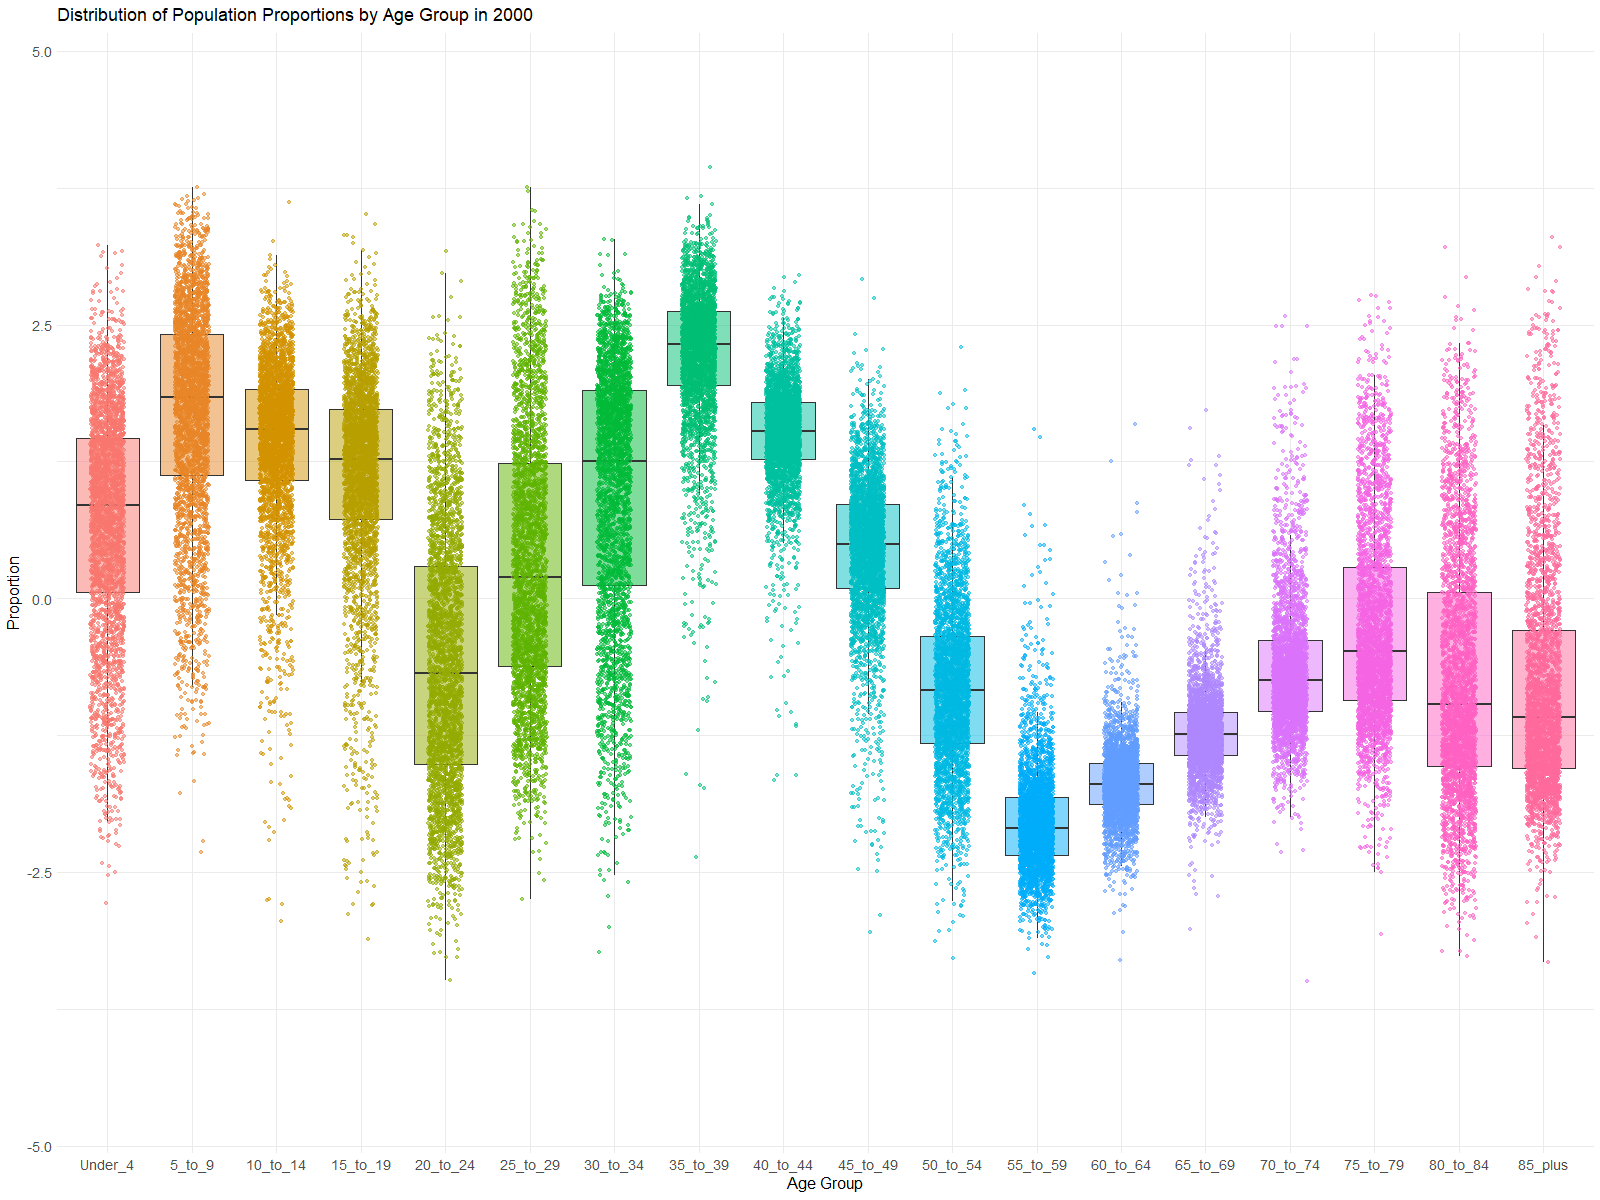 Distribution of Population Proportions by Age Group in 2000
Proportion
5.0
2.5
0.0
-2.5
-5.0
Under_4 5_to_9 10_to_14 15_to_19 20_to_24 25_to_29 30_to_34 35_to_39 40_to_44 45_to_49 50_to_54 55_to_59 60_to_64 65_to_69 70_to_74 75_to_79 80_to_84 85_plus
Age Group